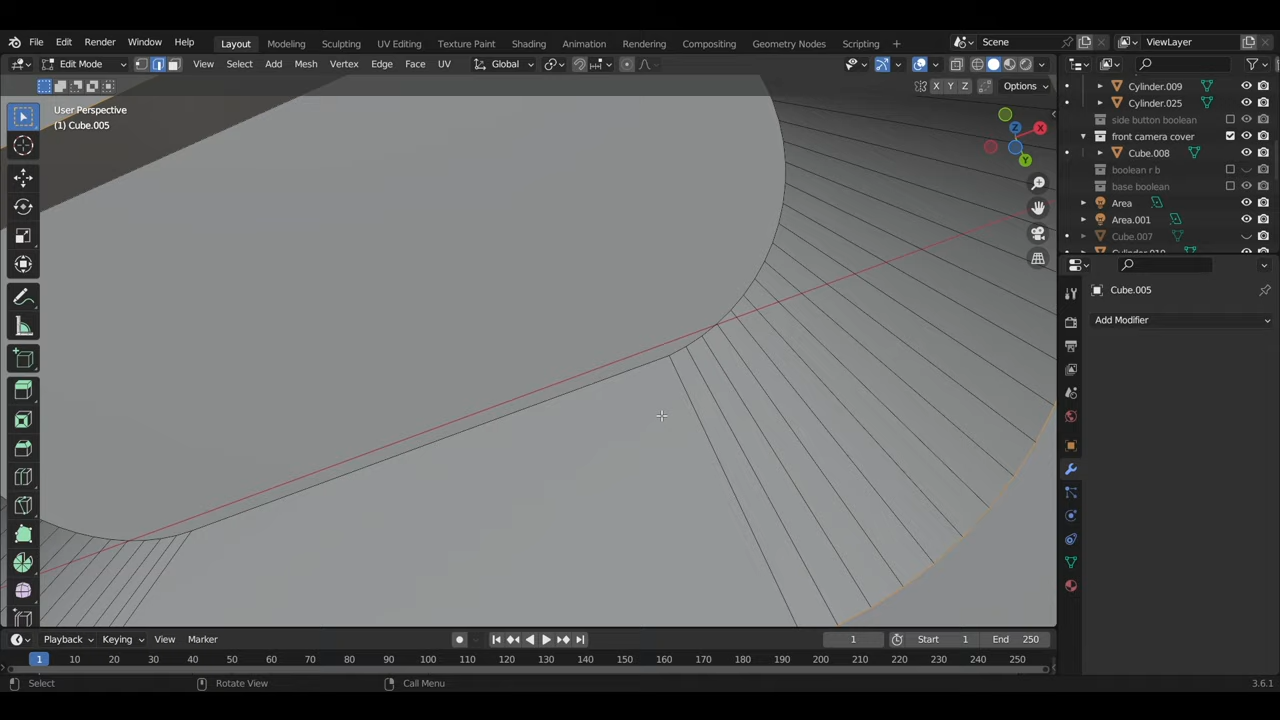 File Edit Render Window Help Layout Modeling Sculpting UV Editing Texture Paint Shading Animation Rendering Compositing Geometry Nodes Scripting + Scene ViewLayer
Edit Mode View Select Add Mesh Vertex Edge Face UV Global
X Y Z Options
User Perspective
(1) Cube.005
Z X Y
Cylinder.009
Cylinder.025
side button boolean
front camera cover
Cube.008
boolean r b
base boolean
Area
Area.001
Cube.007
Cube.005
Add Modifier
Playback Keying View Marker 1 Start 1 End 250
1 10 20 30 40 50 60 70 80 90 100 110 120 130 140 150 160 170 180 190 200 210 220 230 240 250
Select Rotate View Call Menu 3.6.1